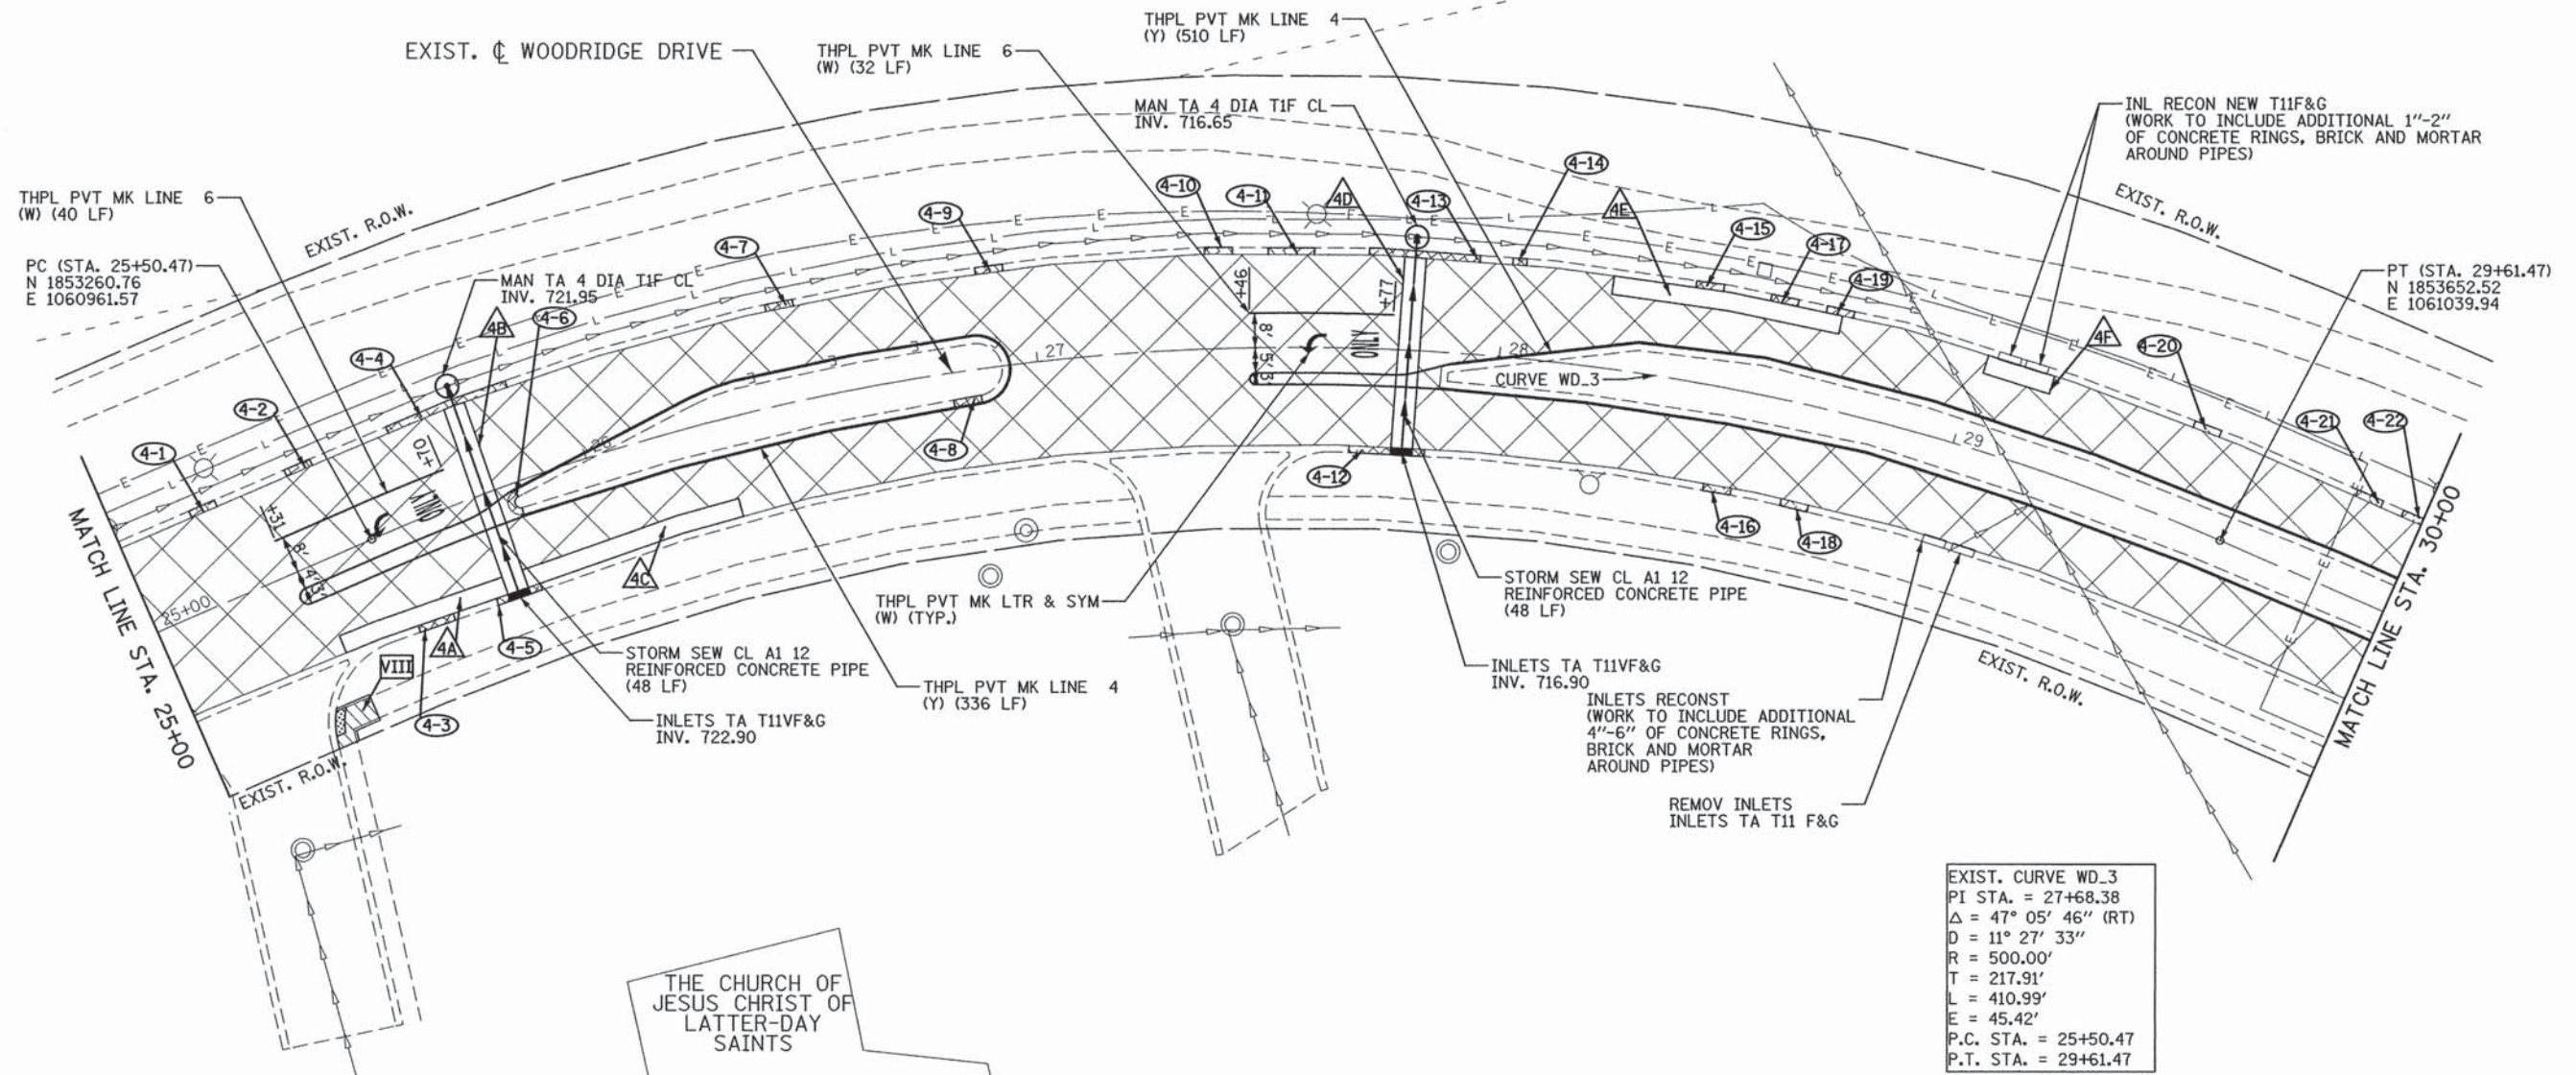 THPL PVT MK LINE 4
(Y) (510 LF)
EXIST. ℄ WOODRIDGE DRIVE
THPL PVT MK LINE 6
(W) (32 LF)
MAN TA 4 DIA T1F CL
INV. 716.65
INL RECON NEW T11F&G
(WORK TO INCLUDE ADDITIONAL 1"-2"
OF CONCRETE RINGS, BRICK AND MORTAR
AROUND PIPES)
THPL PVT MK LINE 6
(W) (40 LF)
EXIST. R.O.W.
EXIST. R.O.W.
PC (STA. 25+50.47)
N 1853260.76
E 1060961.57
MAN TA 4 DIA T1F CL
INV. 721.95
PT (STA. 29+61.47)
N 1853652.52
E 1061039.94
4-1
4-2
4-4
4B
4-6
4-7
4-9
4-10
4-11
4D
4-13
4-14
4E
4-15
4-17
4-19
4F
4-20
4-21
4-22
+31
8'
4'
3'
+70
ONLY
25+00
26
27
+46
+77
8'
5'
3'
ONLY
28
CURVE WD_3
29
4-8
4-12
4-16
4-18
4C
4A
4-5
4-3
VIII
MATCH LINE STA. 25+00
MATCH LINE STA. 30+00
THPL PVT MK LTR & SYM
(W) (TYP.)
STORM SEW CL A1 12
REINFORCED CONCRETE PIPE
(48 LF)
STORM SEW CL A1 12
REINFORCED CONCRETE PIPE
(48 LF)
THPL PVT MK LINE 4
(Y) (336 LF)
INLETS TA T11VF&G
INV. 722.90
INLETS TA T11VF&G
INV. 716.90
INLETS RECONST
(WORK TO INCLUDE ADDITIONAL
4"-6" OF CONCRETE RINGS,
BRICK AND MORTAR
AROUND PIPES)
EXIST. R.O.W.
EXIST. R.O.W.
REMOV INLETS
INLETS TA T11 F&G
THE CHURCH OF
JESUS CHRIST OF
LATTER-DAY
SAINTS
EXIST. CURVE WD_3
PI STA. = 27+68.38
Δ = 47° 05' 46" (RT)
D = 11° 27' 33"
R = 500.00'
T = 217.91'
L = 410.99'
E = 45.42'
P.C. STA. = 25+50.47
P.T. STA. = 29+61.47